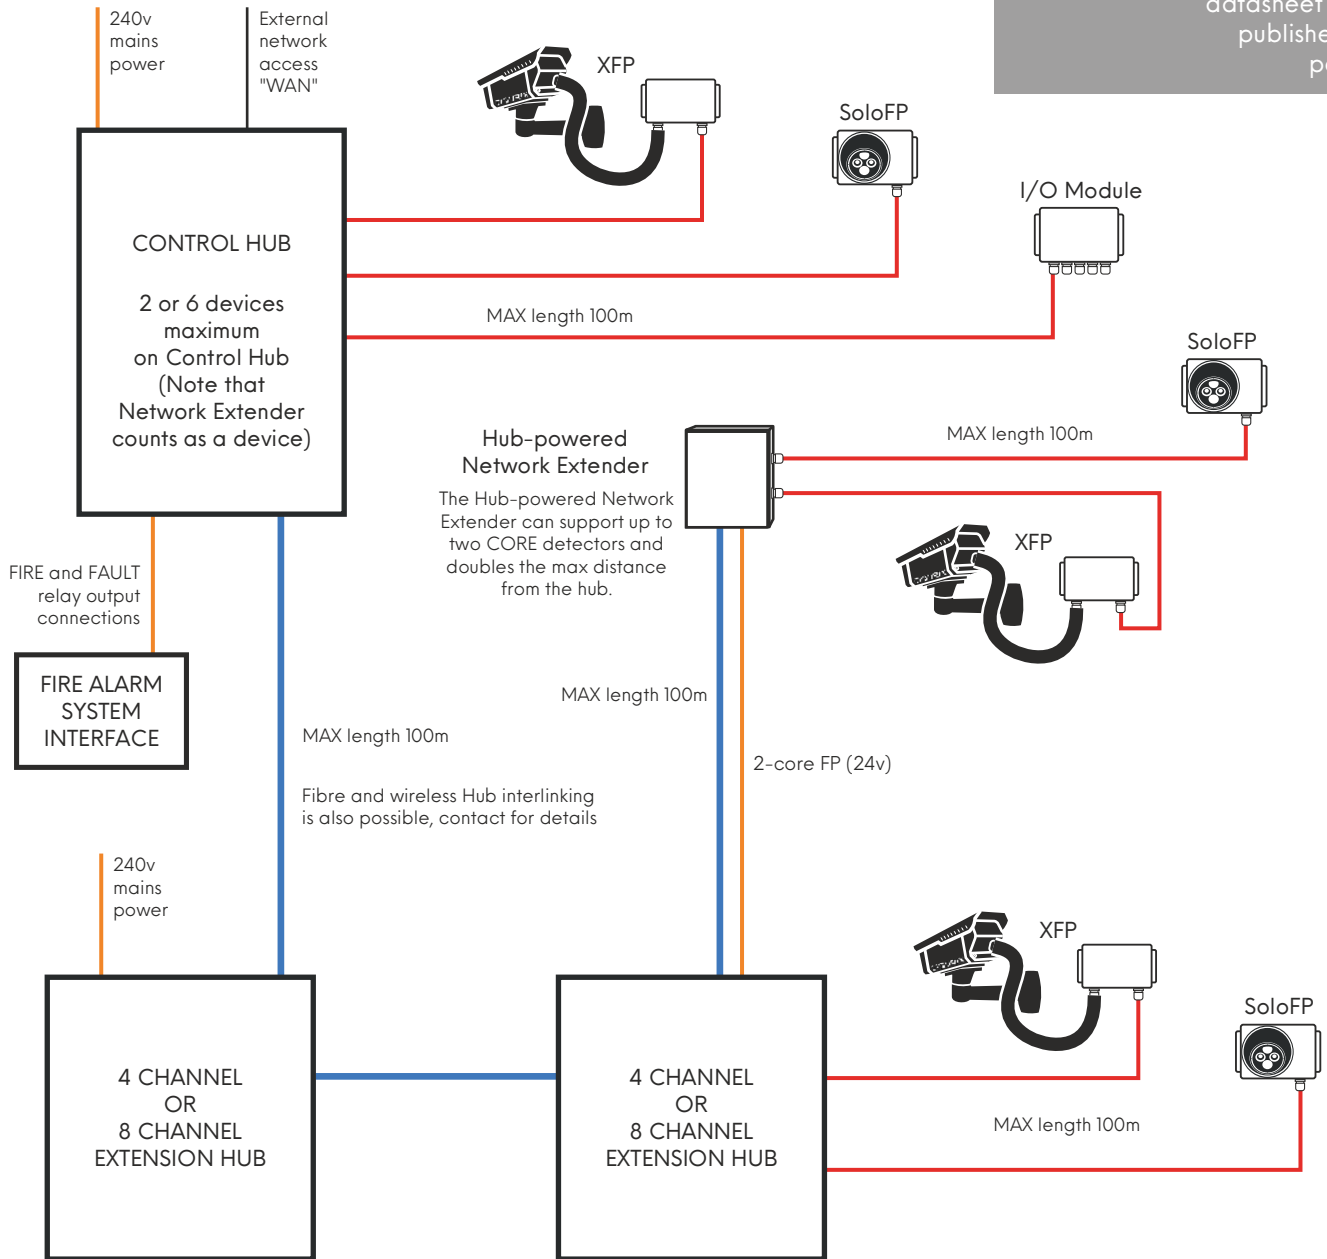 240v
mains
power
External
network
access
"WAN"
datasheet
publishe
XFP
SoloFP
I/O Module
CONTROL HUB
2 or 6 devices
maximum
on Control Hub
(Note that
Network Extender
counts as a device)
MAX length 100m
SoloFP
MAX length 100m
Hub-powered
Network Extender
The Hub-powered Network
Extender can support up to
two CORE detectors and
doubles the max distance
from the hub.
XFP
FIRE and FAULT
relay output
connections
FIRE ALARM
SYSTEM
INTERFACE
MAX length 100m
MAX length 100m
2-core FP (24v)
Fibre and wireless Hub interlinking
is also possible, contact for details
240v
mains
power
XFP
SoloFP
4 CHANNEL
OR
8 CHANNEL
EXTENSION HUB
4 CHANNEL
OR
8 CHANNEL
EXTENSION HUB
MAX length 100m